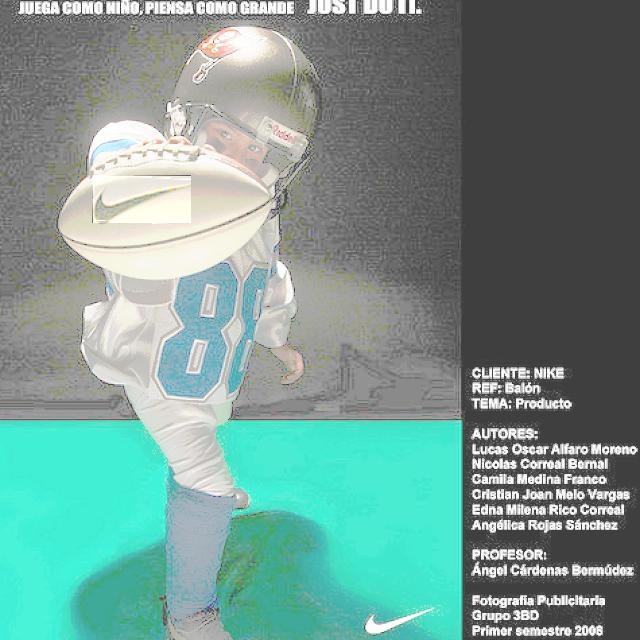 JUEGA COMO NIÑO, PIENSA COMO GRANDE JUST DO IT.
Riddell
88
CLIENTE: NIKE
REF: Balón
TEMA: Producto
AUTORES:
Lucas Oscar Alfaro Moreno
Nicolas Correal Bernal
Camila Medina Franco
Cristian Joan Melo Vargas
Edna Milena Rico Correal
Angélica Rojas Sánchez
PROFESOR:
Ángel Cárdenas Bermúdez
Fotografía Publicitaria
Grupo 3BD
Primer semestre 2006